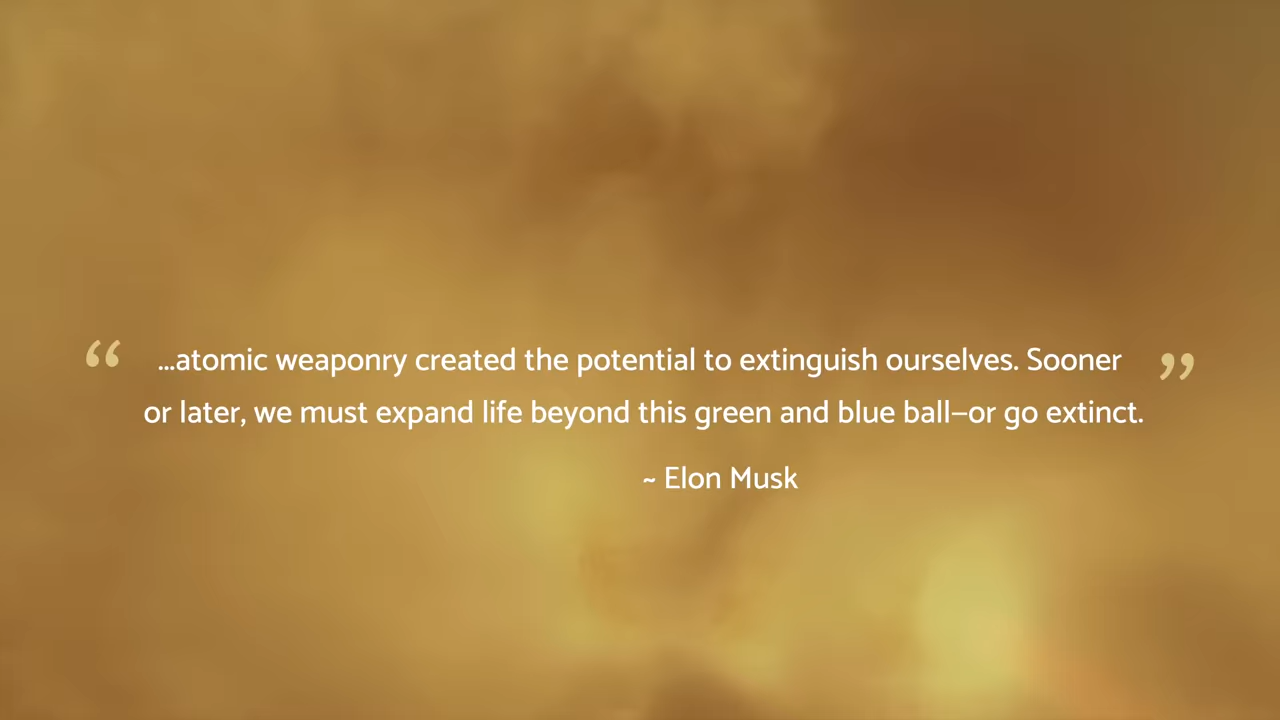 “ ...atomic weaponry created the potential to extinguish ourselves. Sooner ”
or later, we must expand life beyond this green and blue ball—or go extinct.
~ Elon Musk